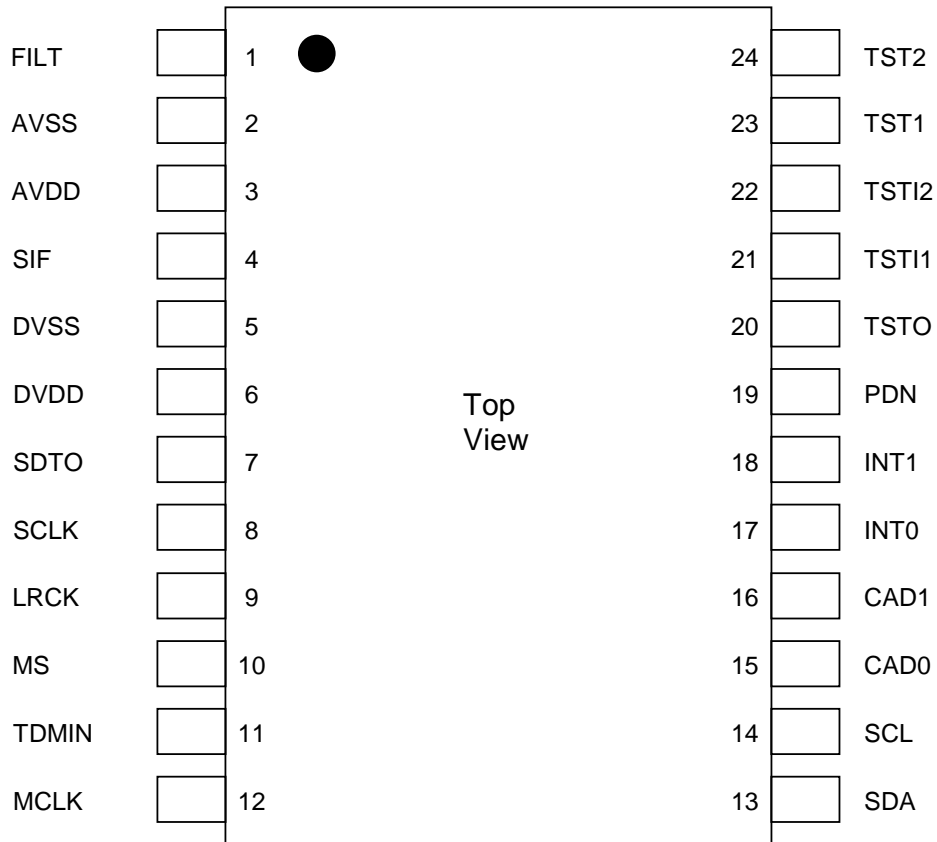 FILT 1 24 TST2
AVSS 2 23 TST1
AVDD 3 22 TSTI2
SIF 4 21 TSTI1
DVSS 5 20 TSTO
DVDD 6 19 PDN
Top
View
SDTO 7 18 INT1
SCLK 8 17 INT0
LRCK 9 16 CAD1
MS 10 15 CAD0
TDMIN 11 14 SCL
MCLK 12 13 SDA